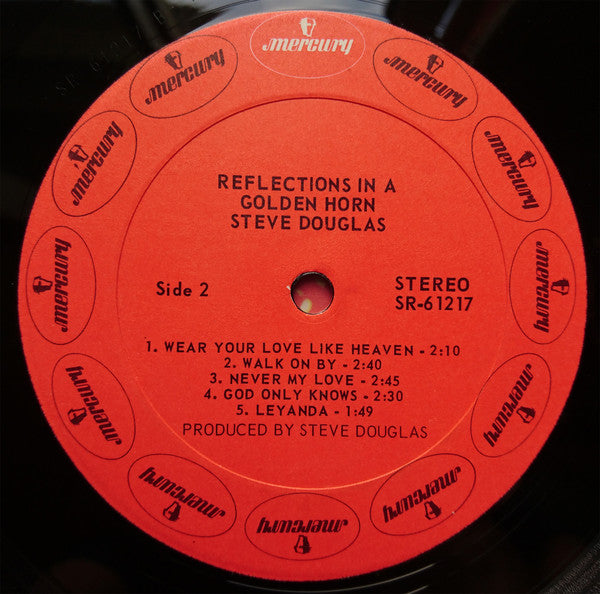 mercury
mercury
mercury
mercury
mercury
mercury
mercury
mercury
mercury
mercury
mercury
mercury
REFLECTIONS IN A
GOLDEN HORN
STEVE DOUGLAS
Side 2
STEREO
SR-61217
1. WEAR YOUR LOVE LIKE HEAVEN - 2:10
2. WALK ON BY - 2:40
3. NEVER MY LOVE - 2:45
4. GOD ONLY KNOWS - 2:30
5. LEYANDA - 1:49
PRODUCED BY STEVE DOUGLAS